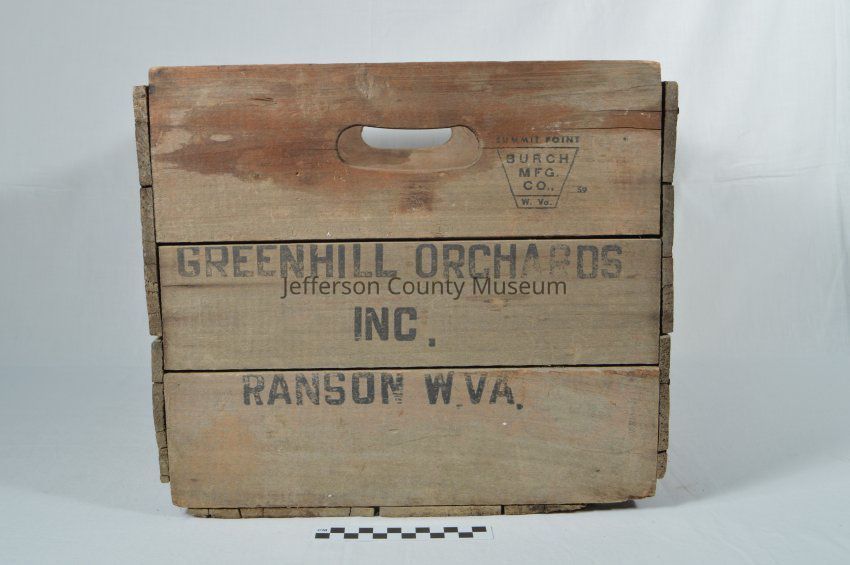 SUMMIT POINT
BURCH
MFG.
CO.,
W. Va.
59
GREENHILL ORCHARDS
Jefferson County Museum
INC.
RANSON W.VA.